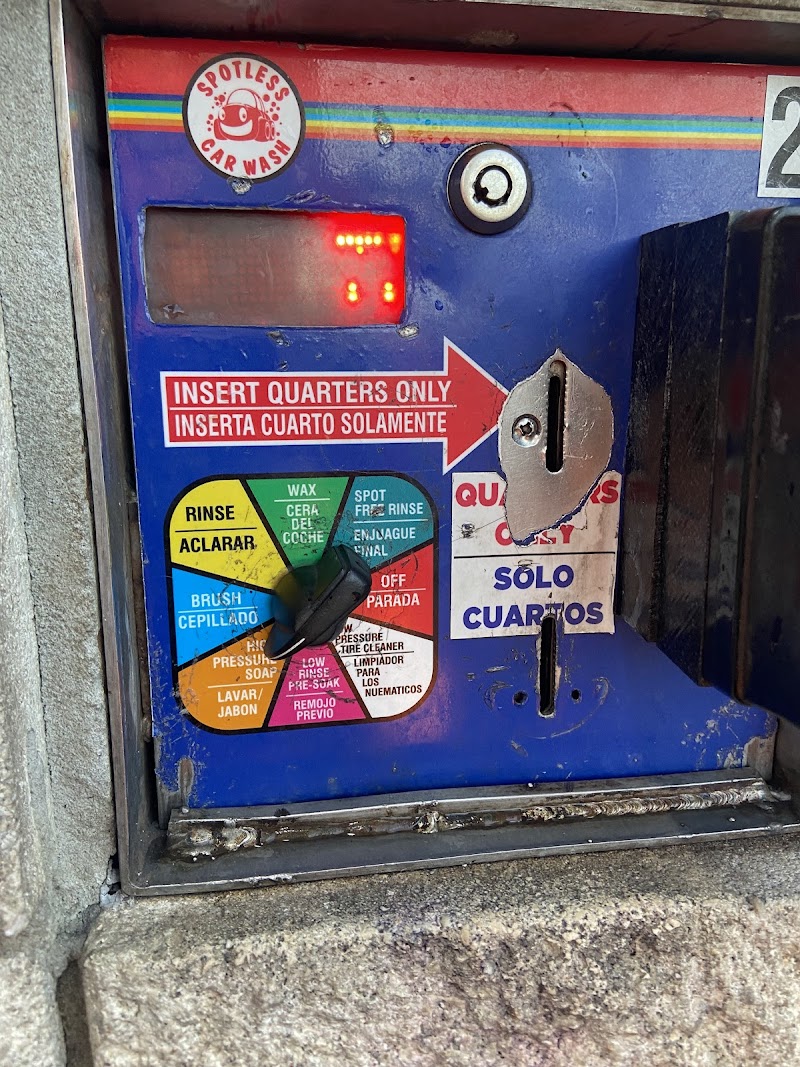 SPOTLESS
CAR WASH
2
INSERT QUARTERS ONLY
INSERTA CUARTO SOLAMENTE
RINSE
ACLARAR
WAX
CERA
DEL
COCHE
SPOT
FREE RINSE
ENJUAGUE
FINAL
OFF
PARADA
BRUSH
CEPILLADO
PRESSURE
SOAP
LAVAR/
JABON
LOW
RINSE
PRE-SOAK
REMOJO
PREVIO
PRESSURE
TIRE CLEANER
LIMPIADOR
PARA
LOS
NUEMATICOS
SOLO
CUARTOS